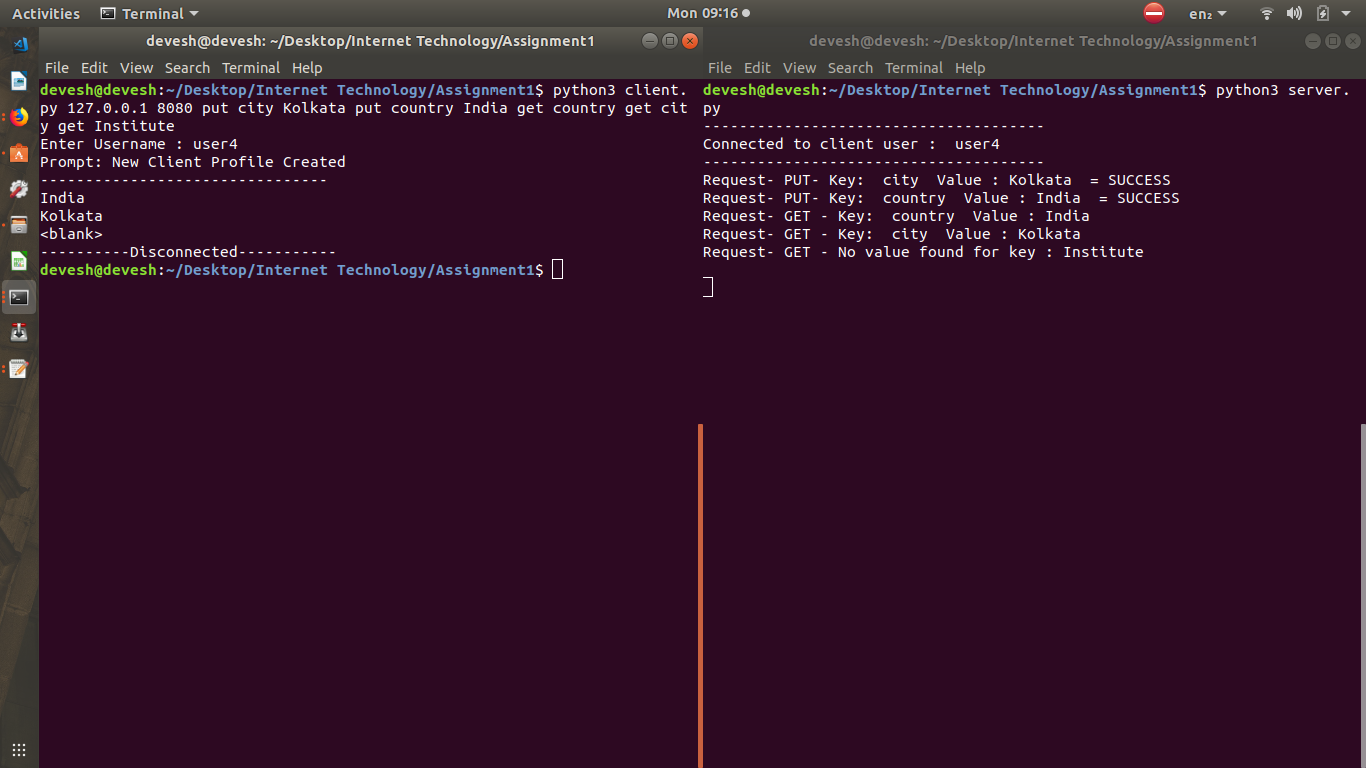 Activities Terminal Mon 09:16 en₂
devesh@devesh: ~/Desktop/Internet Technology/Assignment1
File Edit View Search Terminal Help
devesh@devesh:~/Desktop/Internet Technology/Assignment1$ python3 client.
py 127.0.0.1 8080 put city Kolkata put country India get country get cit
y get Institute
Enter Username : user4
Prompt: New Client Profile Created
--------------------------------
India
Kolkata
<blank>
----------Disconnected-----------
devesh@devesh:~/Desktop/Internet Technology/Assignment1$
devesh@devesh: ~/Desktop/Internet Technology/Assignment1
File Edit View Search Terminal Help
devesh@devesh:~/Desktop/Internet Technology/Assignment1$ python3 server.
py
--------------------------------------
Connected to client user :  user4
--------------------------------------
Request- PUT- Key:  city  Value : Kolkata  = SUCCESS
Request- PUT- Key:  country  Value : India  = SUCCESS
Request- GET - Key:  country  Value : India
Request- GET - Key:  city  Value : Kolkata
Request- GET - No value found for key : Institute